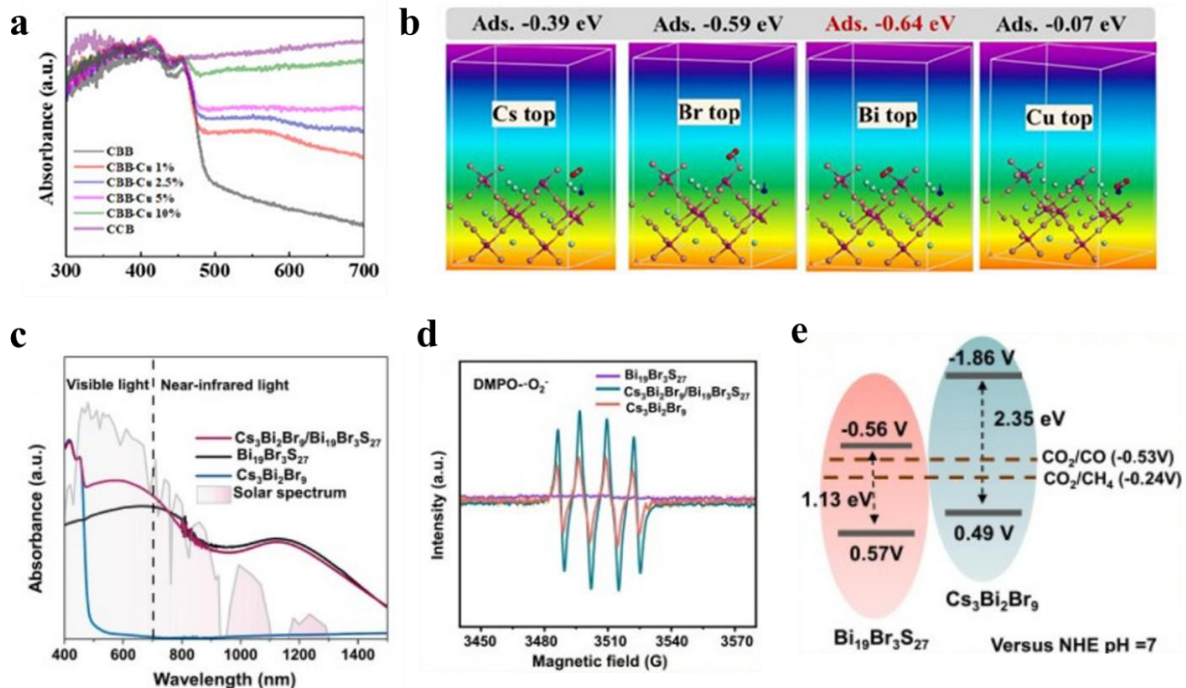 a
Absorbance (a.u.)
CBB
CBB-Cu 1%
CBB-Cu 2.5%
CBB-Cu 5%
CBB-Cu 10%
CCB
300 400 500 600 700
b
Ads. -0.39 eV Ads. -0.59 eV Ads. -0.64 eV Ads. -0.07 eV
Cs top Br top Bi top Cu top
c
Visible light Near-infrared light
Cs₃Bi₂Br₉/Bi₁₉Br₃S₂₇
Bi₁₉Br₃S₂₇
Cs₃Bi₂Br₉
Solar spectrum
Absorbance (a.u.)
400 600 800 1000 1200 1400
Wavelength (nm)
d
DMPO-·O₂⁻
Bi₁₉Br₃S₂₇
Cs₃Bi₂Br₉/Bi₁₉Br₃S₂₇
Cs₃Bi₂Br₉
Intensity (a.u.)
3450 3480 3510 3540 3570
Magnetic field (G)
e
-1.86 V
2.35 eV
-0.56 V
CO₂/CO (-0.53V)
CO₂/CH₄ (-0.24V)
1.13 eV
0.49 V
0.57V
Cs₃Bi₂Br₉
Bi₁₉Br₃S₂₇
Versus NHE pH =7